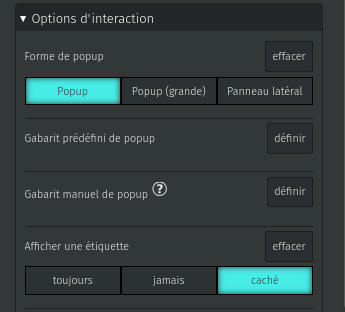 ▼ Options d'interaction
Forme de popup effacer
Popup Popup (grande) Panneau latéral
Gabarit prédéfini de popup définir
Gabarit manuel de popup ? définir
Afficher une étiquette effacer
toujours jamais caché